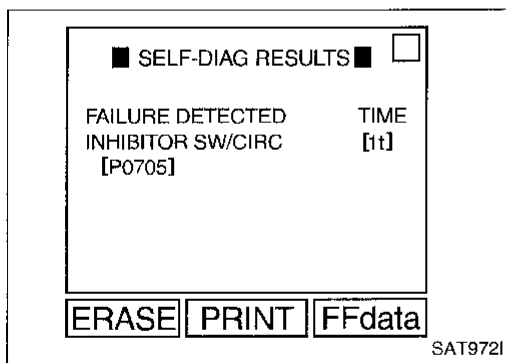 ■ SELF-DIAG RESULTS ■
FAILURE DETECTED TIME
INHIBITOR SW/CIRC [1t]
[P0705]
ERASE PRINT FFdata
SAT972I